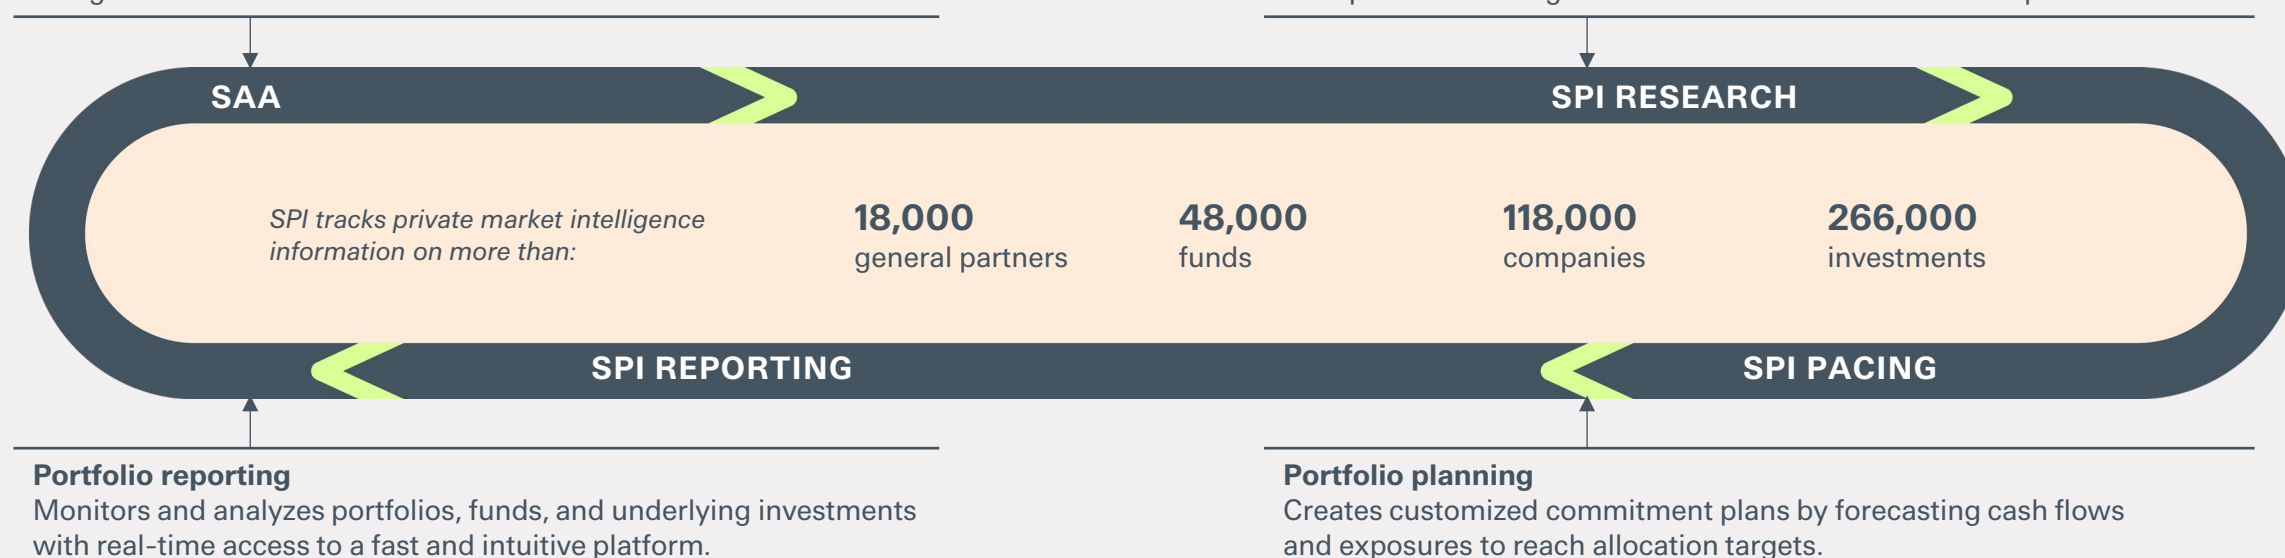 SAA
SPI RESEARCH
SPI tracks private market intelligence
information on more than:
18,000
general partners
48,000
funds
118,000
companies
266,000
investments
SPI REPORTING
SPI PACING
Portfolio reporting
Monitors and analyzes portfolios, funds, and underlying investments
with real-time access to a fast and intuitive platform.
Portfolio planning
Creates customized commitment plans by forecasting cash flows
and exposures to reach allocation targets.